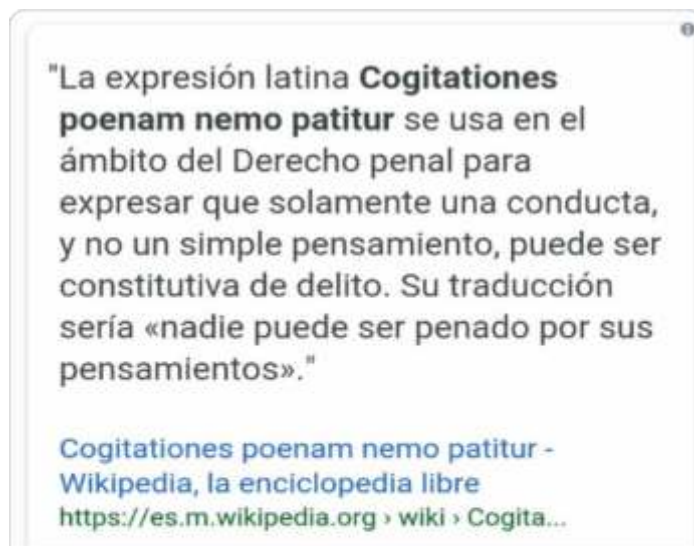 "La expresión latina Cogitationes
poenam nemo patitur se usa en el
ámbito del Derecho penal para
expresar que solamente una conducta,
y no un simple pensamiento, puede ser
constitutiva de delito. Su traducción
sería «nadie puede ser penado por sus
pensamientos»."
Cogitationes poenam nemo patitur -
Wikipedia, la enciclopedia libre
https://es.m.wikipedia.org › wiki › Cogita...